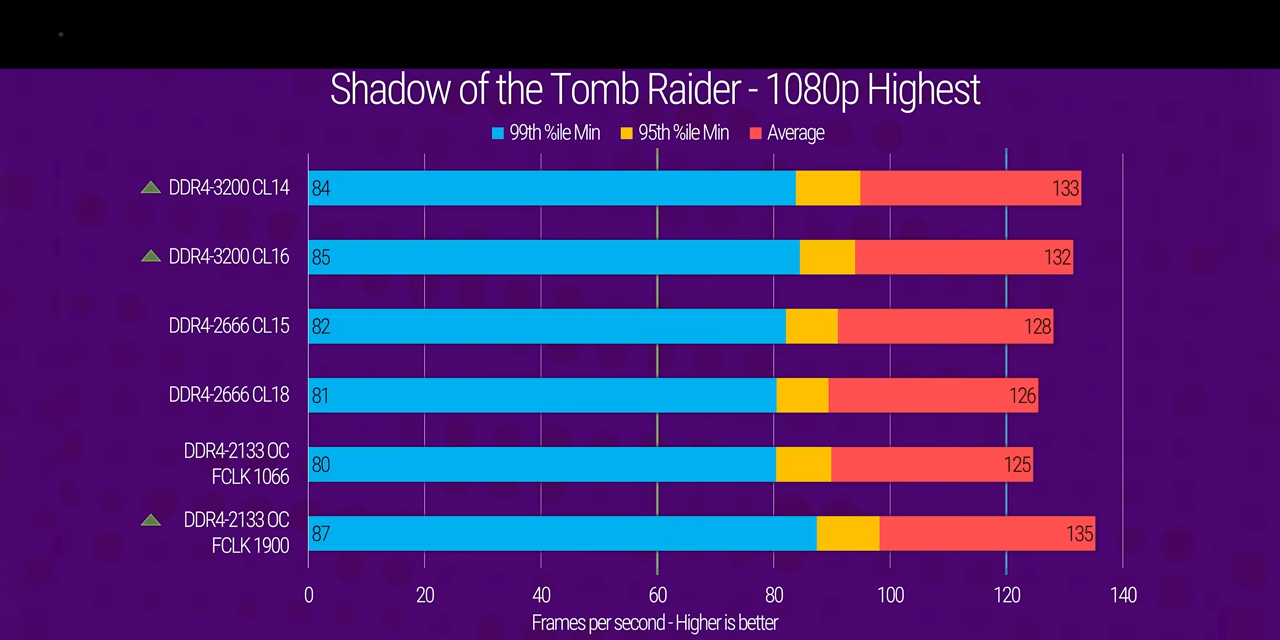 Shadow of the Tomb Raider - 1080p Highest
99th %ile Min 95th %ile Min Average
DDR4-3200 CL14 84 133
DDR4-3200 CL16 85 132
DDR4-2666 CL15 82 128
DDR4-2666 CL18 81 126
DDR4-2133 OC
FCLK 1066 80 125
DDR4-2133 OC
FCLK 1900 87 135
0 20 40 60 80 100 120 140
Frames per second - Higher is better